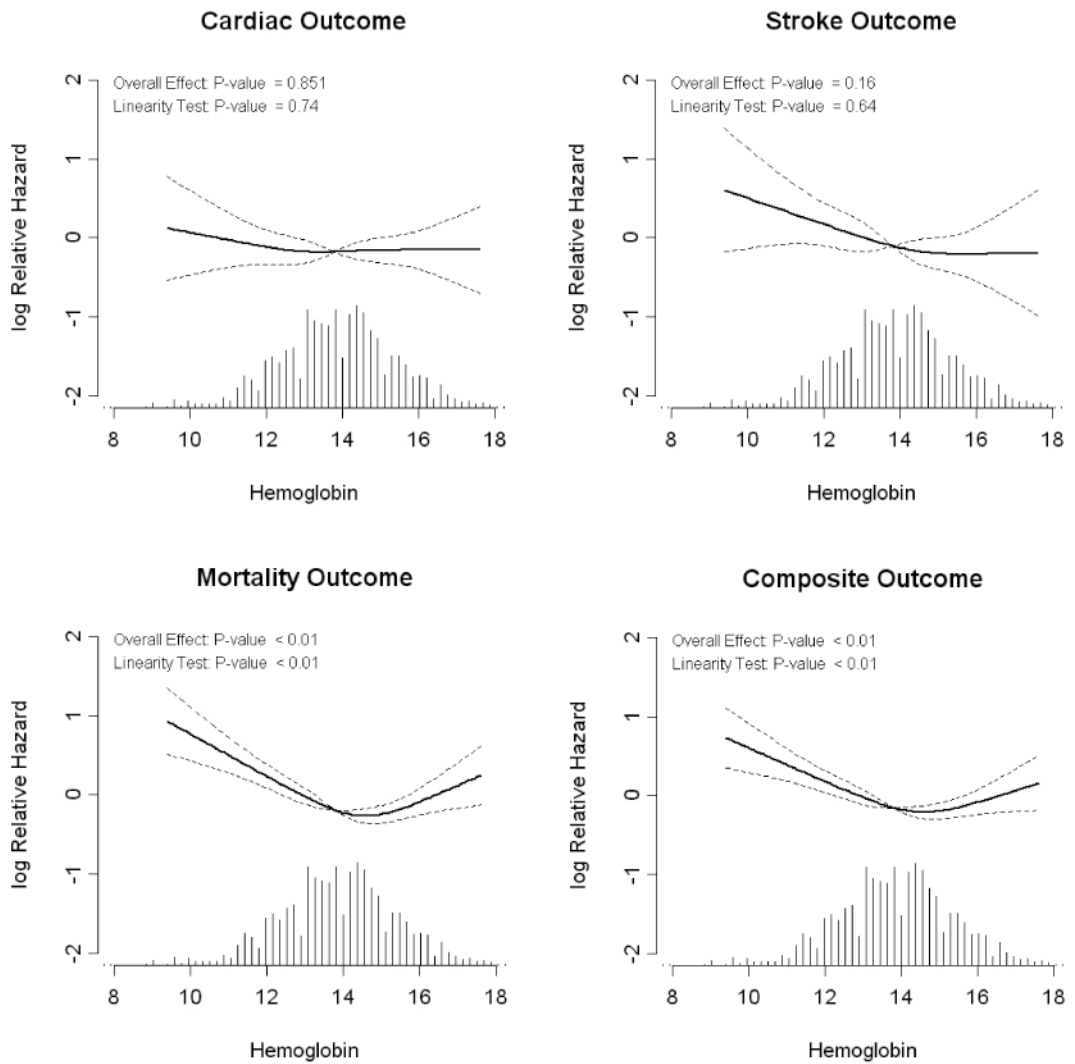 Cardiac Outcome
Overall Effect: P-value = 0.851
Linearity Test: P-value = 0.74
log Relative Hazard
2
1
0
-1
-2
8 10 12 14 16 18
Hemoglobin
Stroke Outcome
Overall Effect: P-value = 0.16
Linearity Test: P-value = 0.64
log Relative Hazard
2
1
0
-1
-2
8 10 12 14 16 18
Hemoglobin
Mortality Outcome
Overall Effect: P-value < 0.01
Linearity Test: P-value < 0.01
log Relative Hazard
2
1
0
-1
-2
8 10 12 14 16 18
Hemoglobin
Composite Outcome
Overall Effect: P-value < 0.01
Linearity Test: P-value < 0.01
log Relative Hazard
2
1
0
-1
-2
8 10 12 14 16 18
Hemoglobin